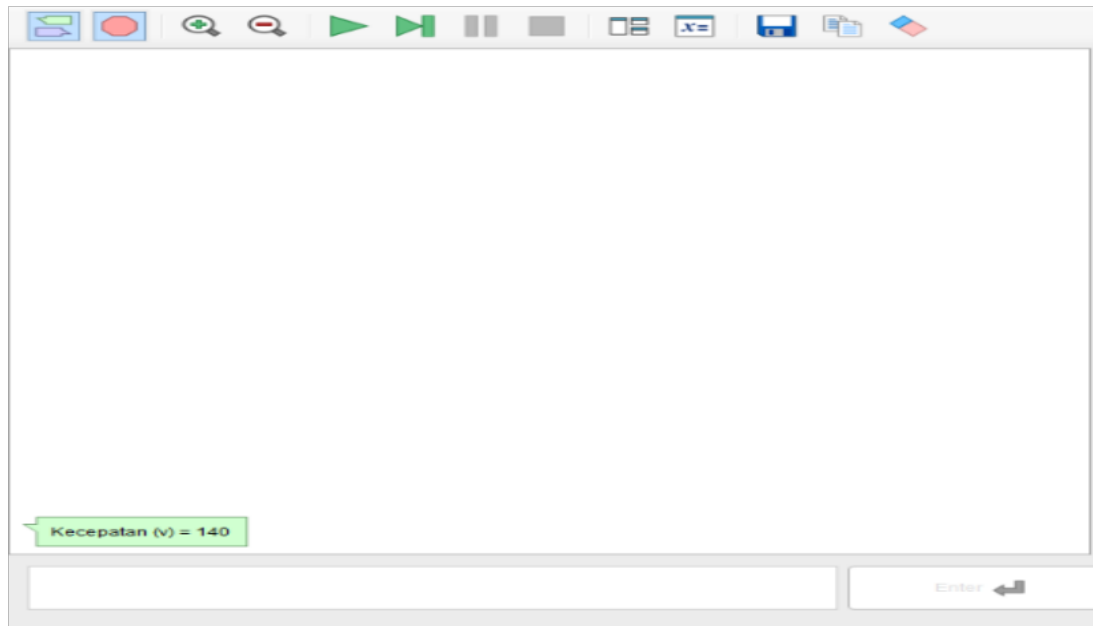 x=
Kecepatan (v) = 140
Enter